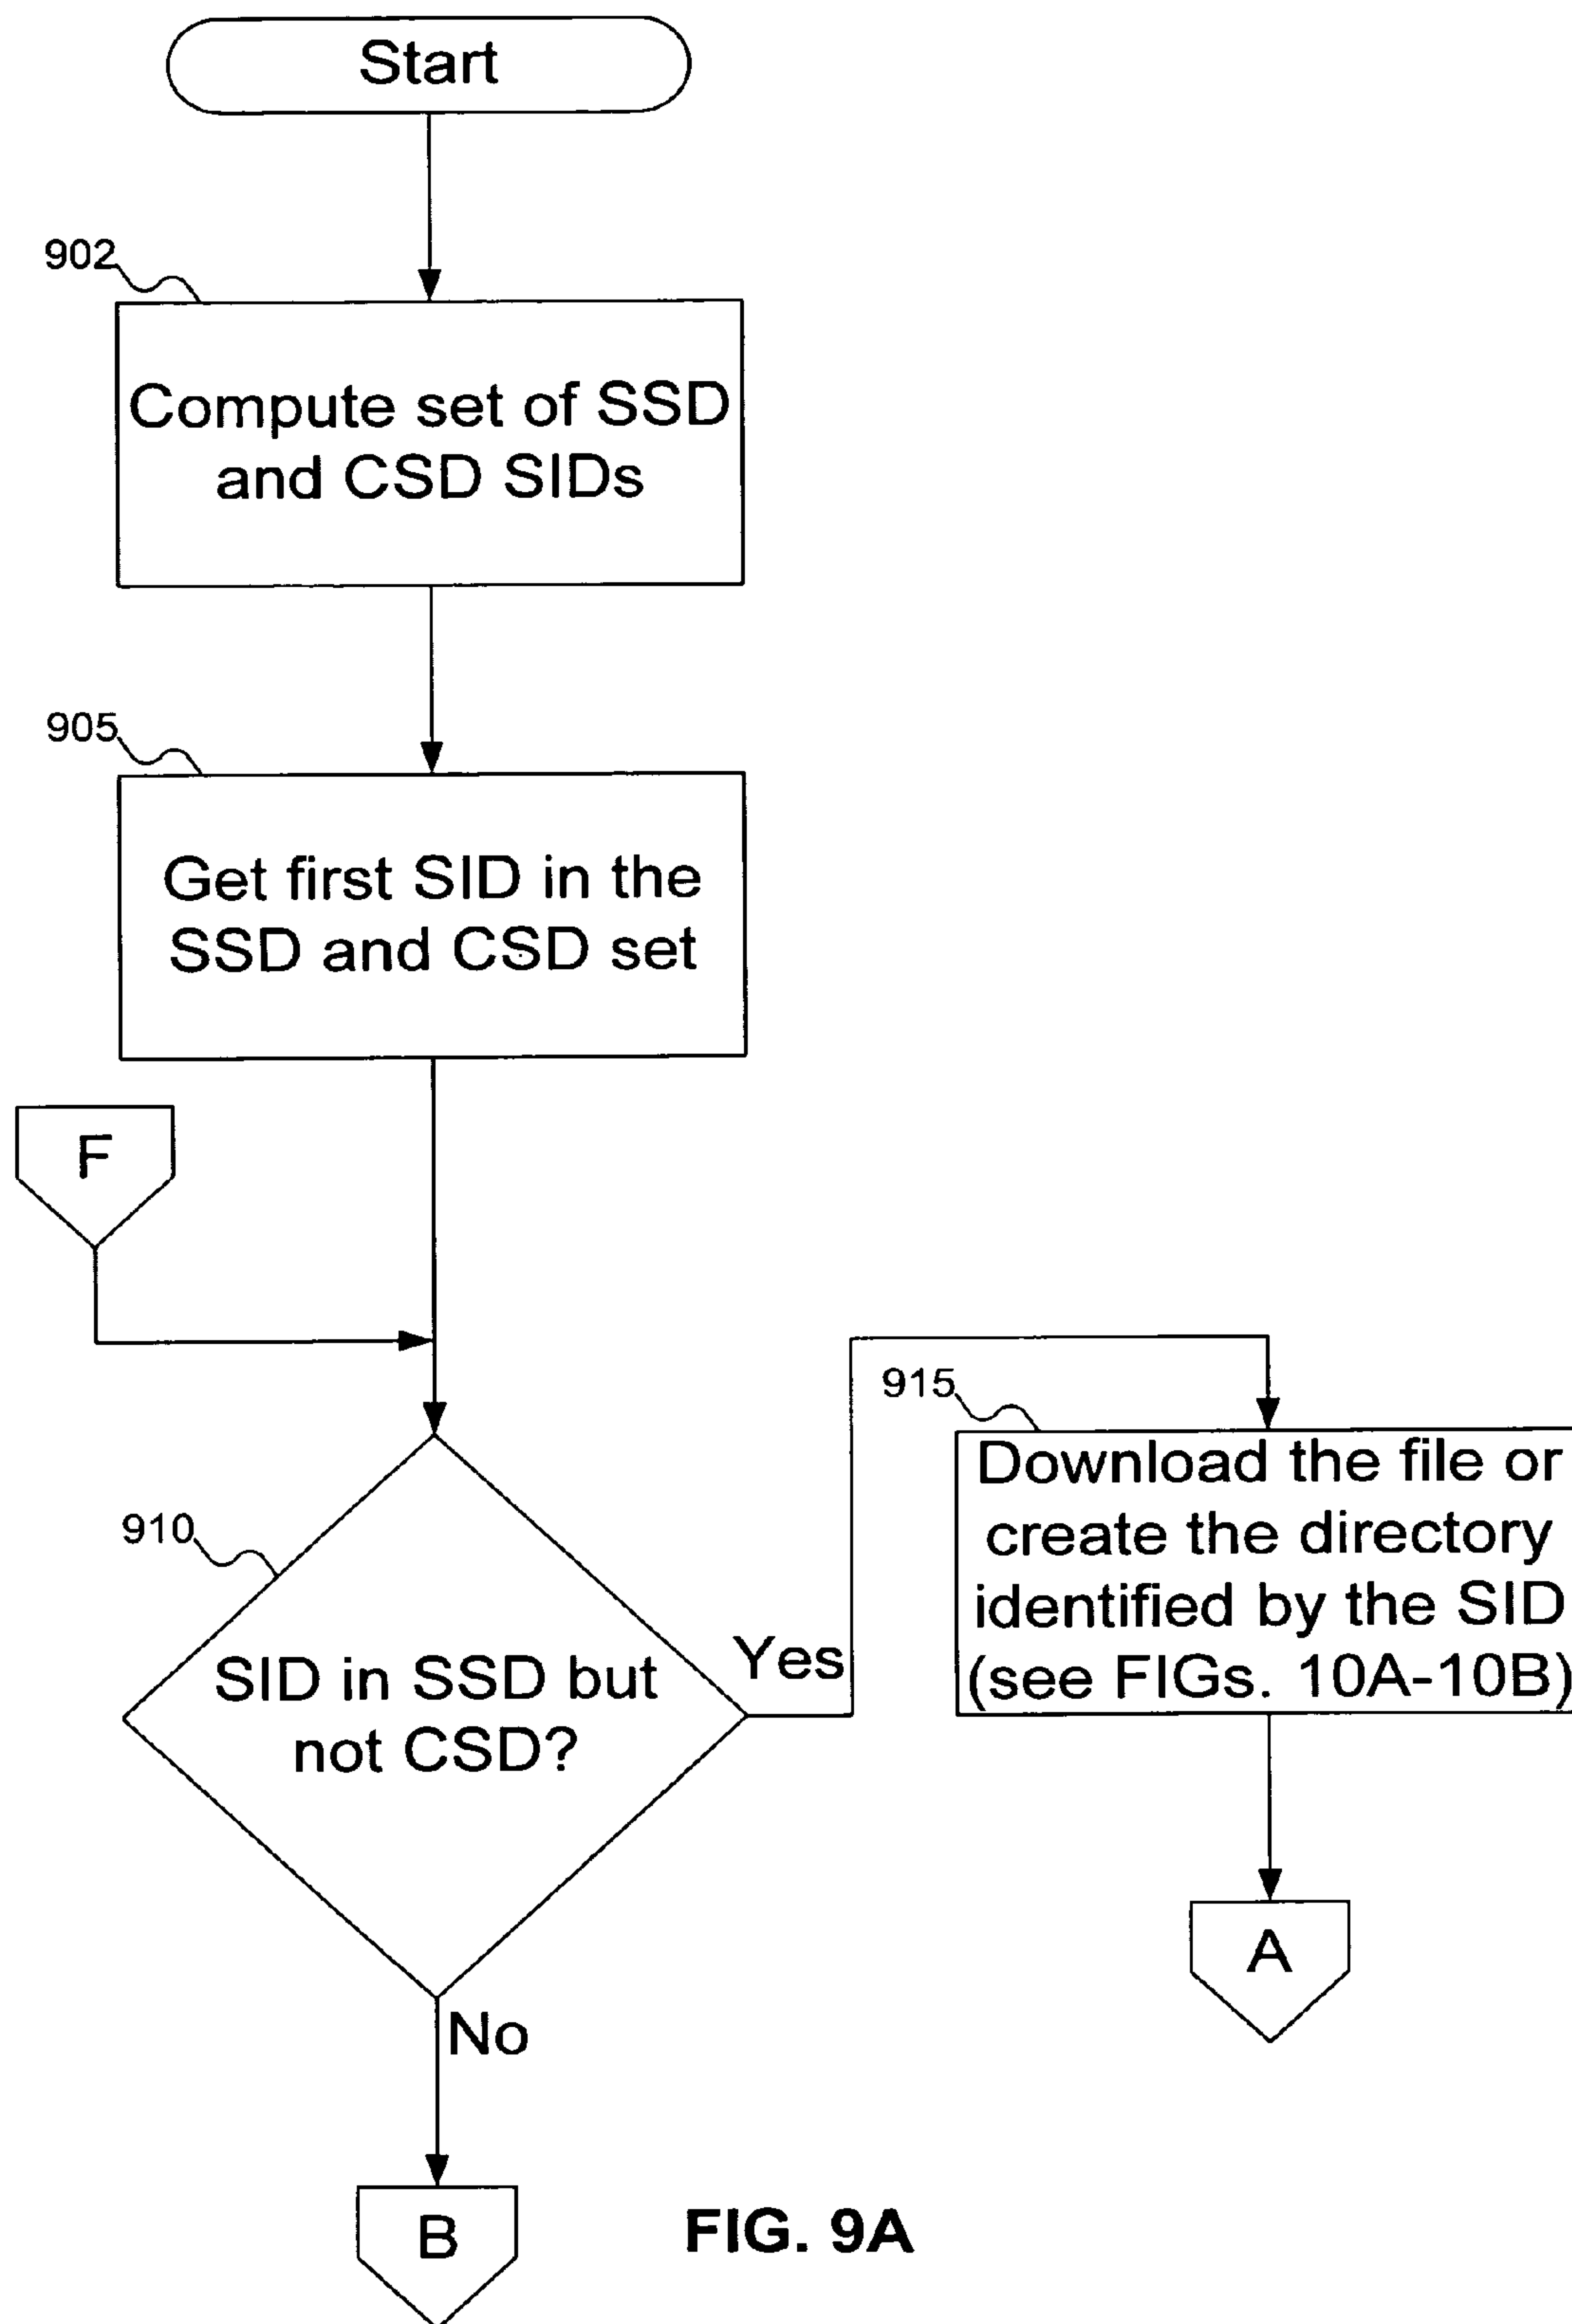 Start
902
Compute set of SSD
and CSD SIDs
905
Get first SID in the
SSD and CSD set
F
915
Download the file or
create the directory
identified by the SID
(see FIGs. 10A-10B)
910
SID in SSD but
not CSD?
Yes
A
No
B
FIG. 9A